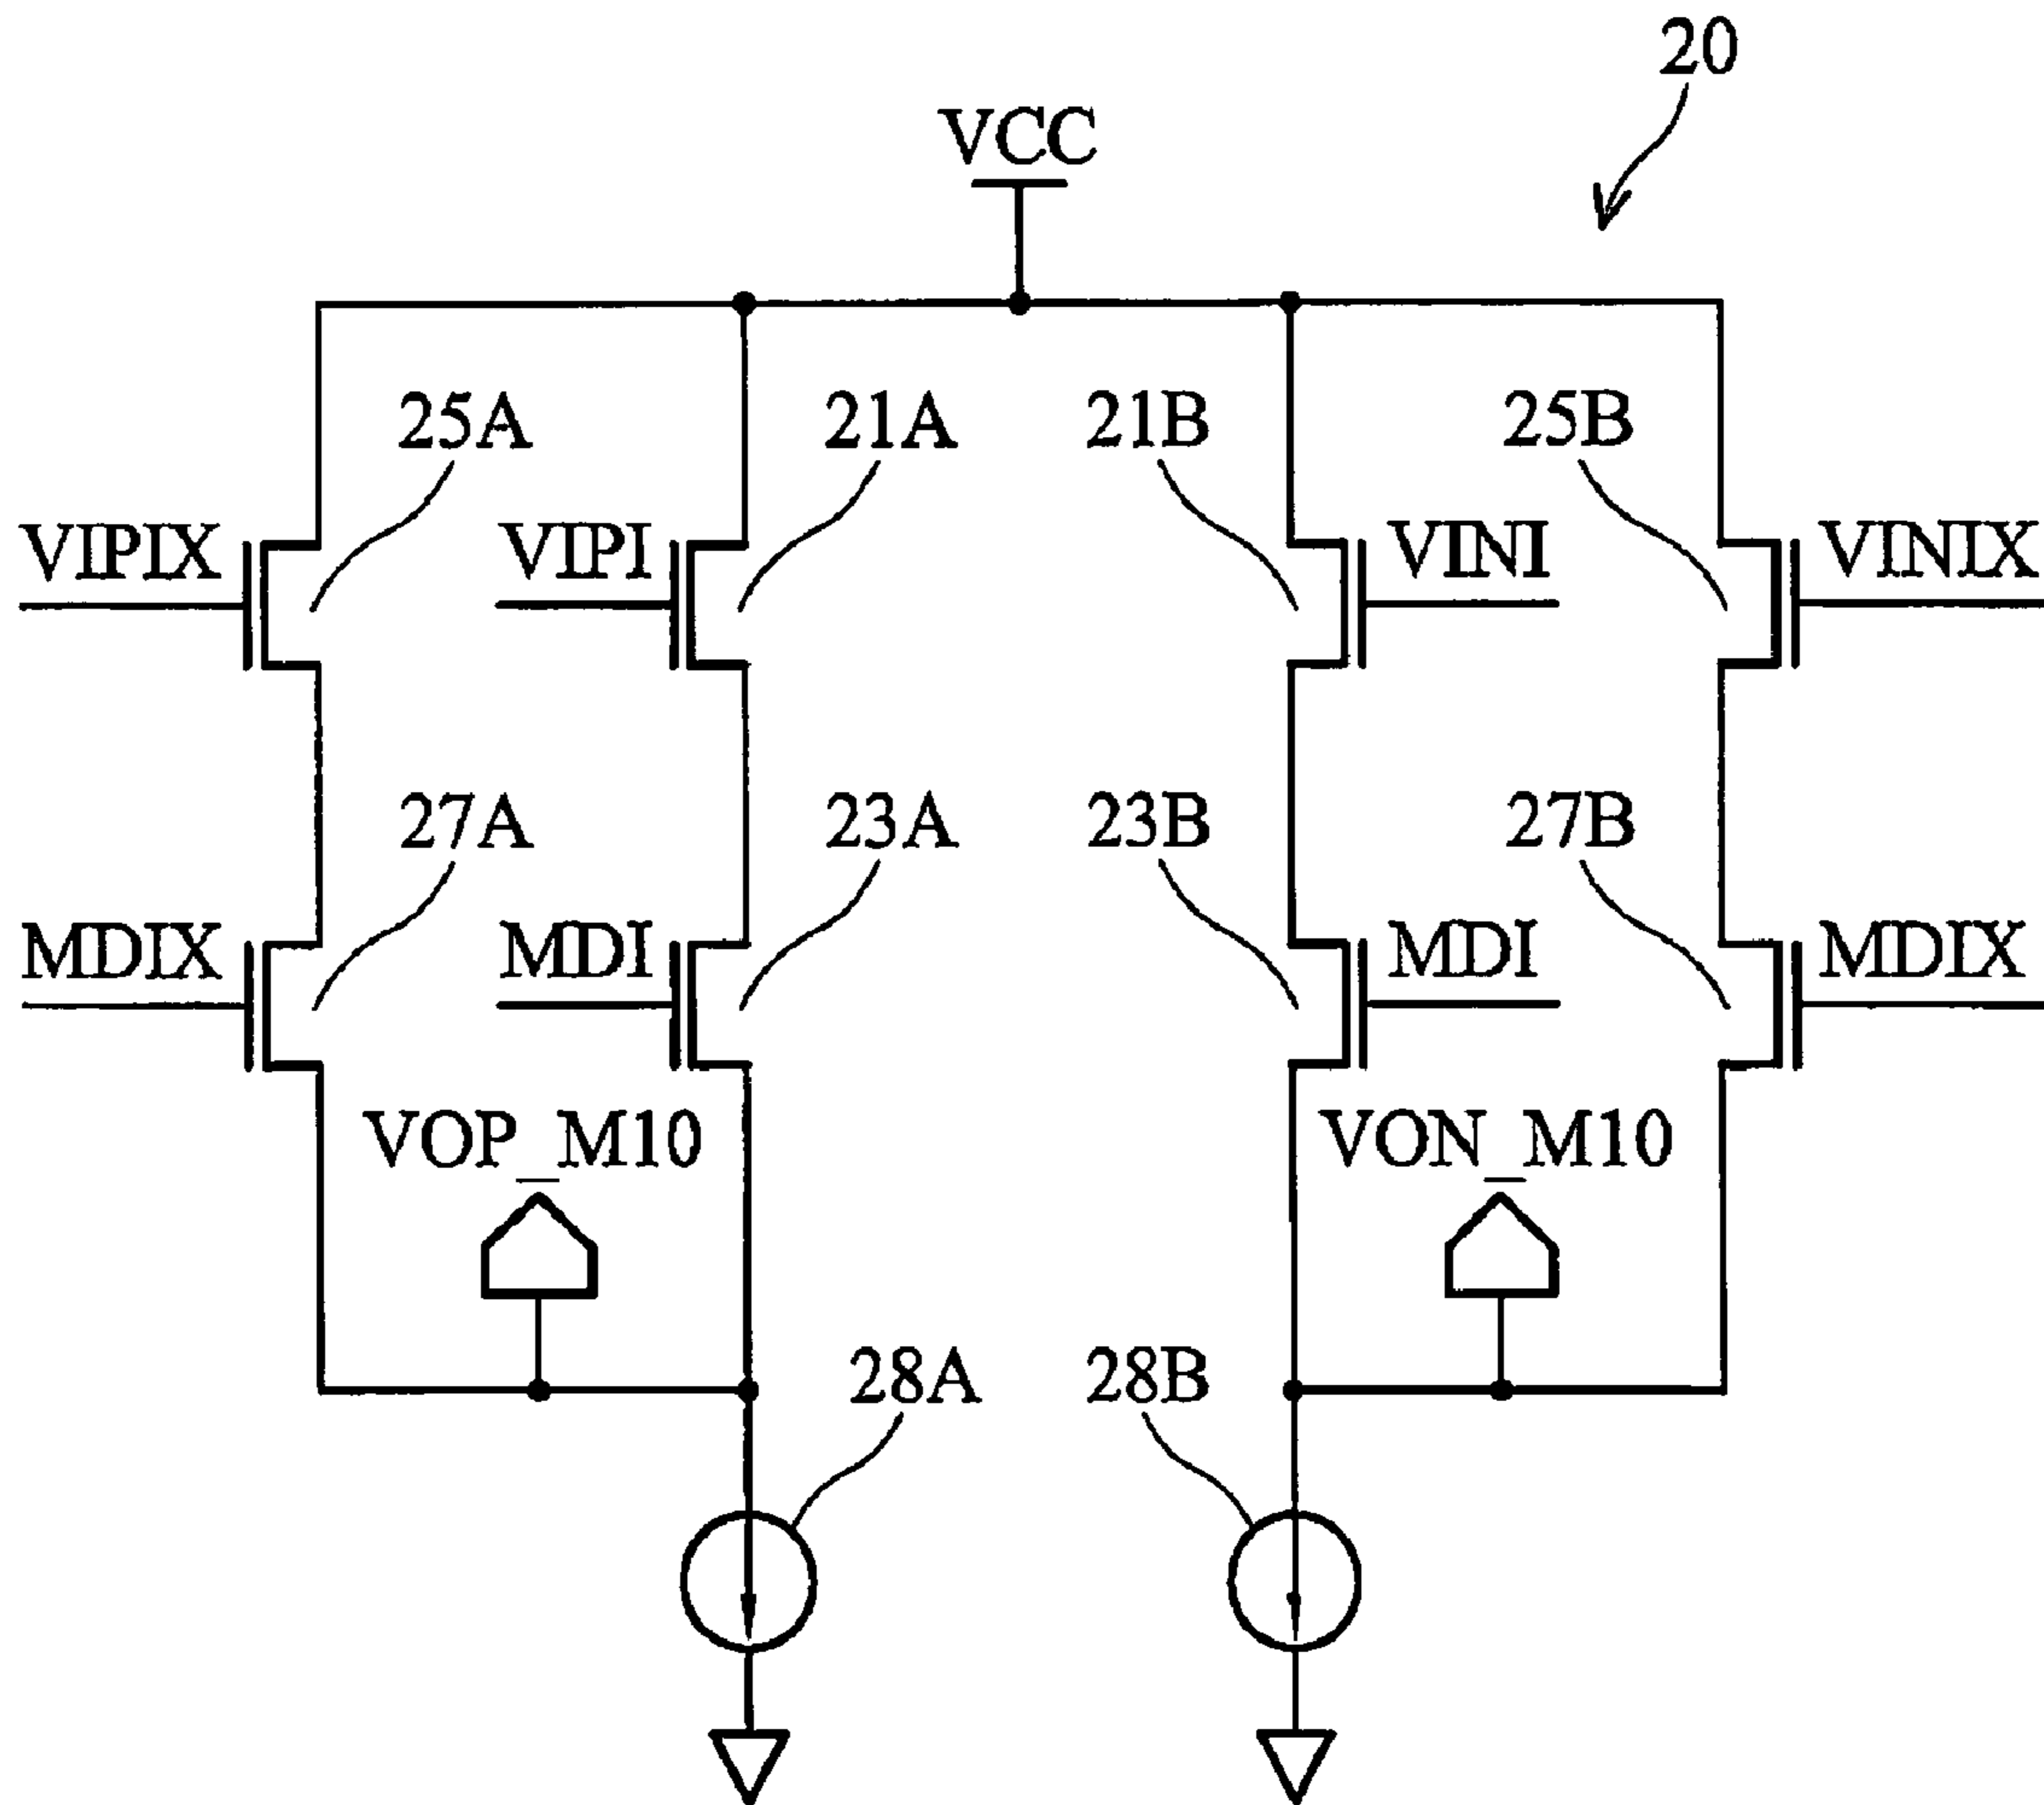 20
VCC
25A
21A
21B
25B
VIPIX
VIPI
VINI
VINIX
27A
23A
23B
27B
MDIX
MDI
MDI
MDIX
VOP_M10
VON_M10
28A
28B